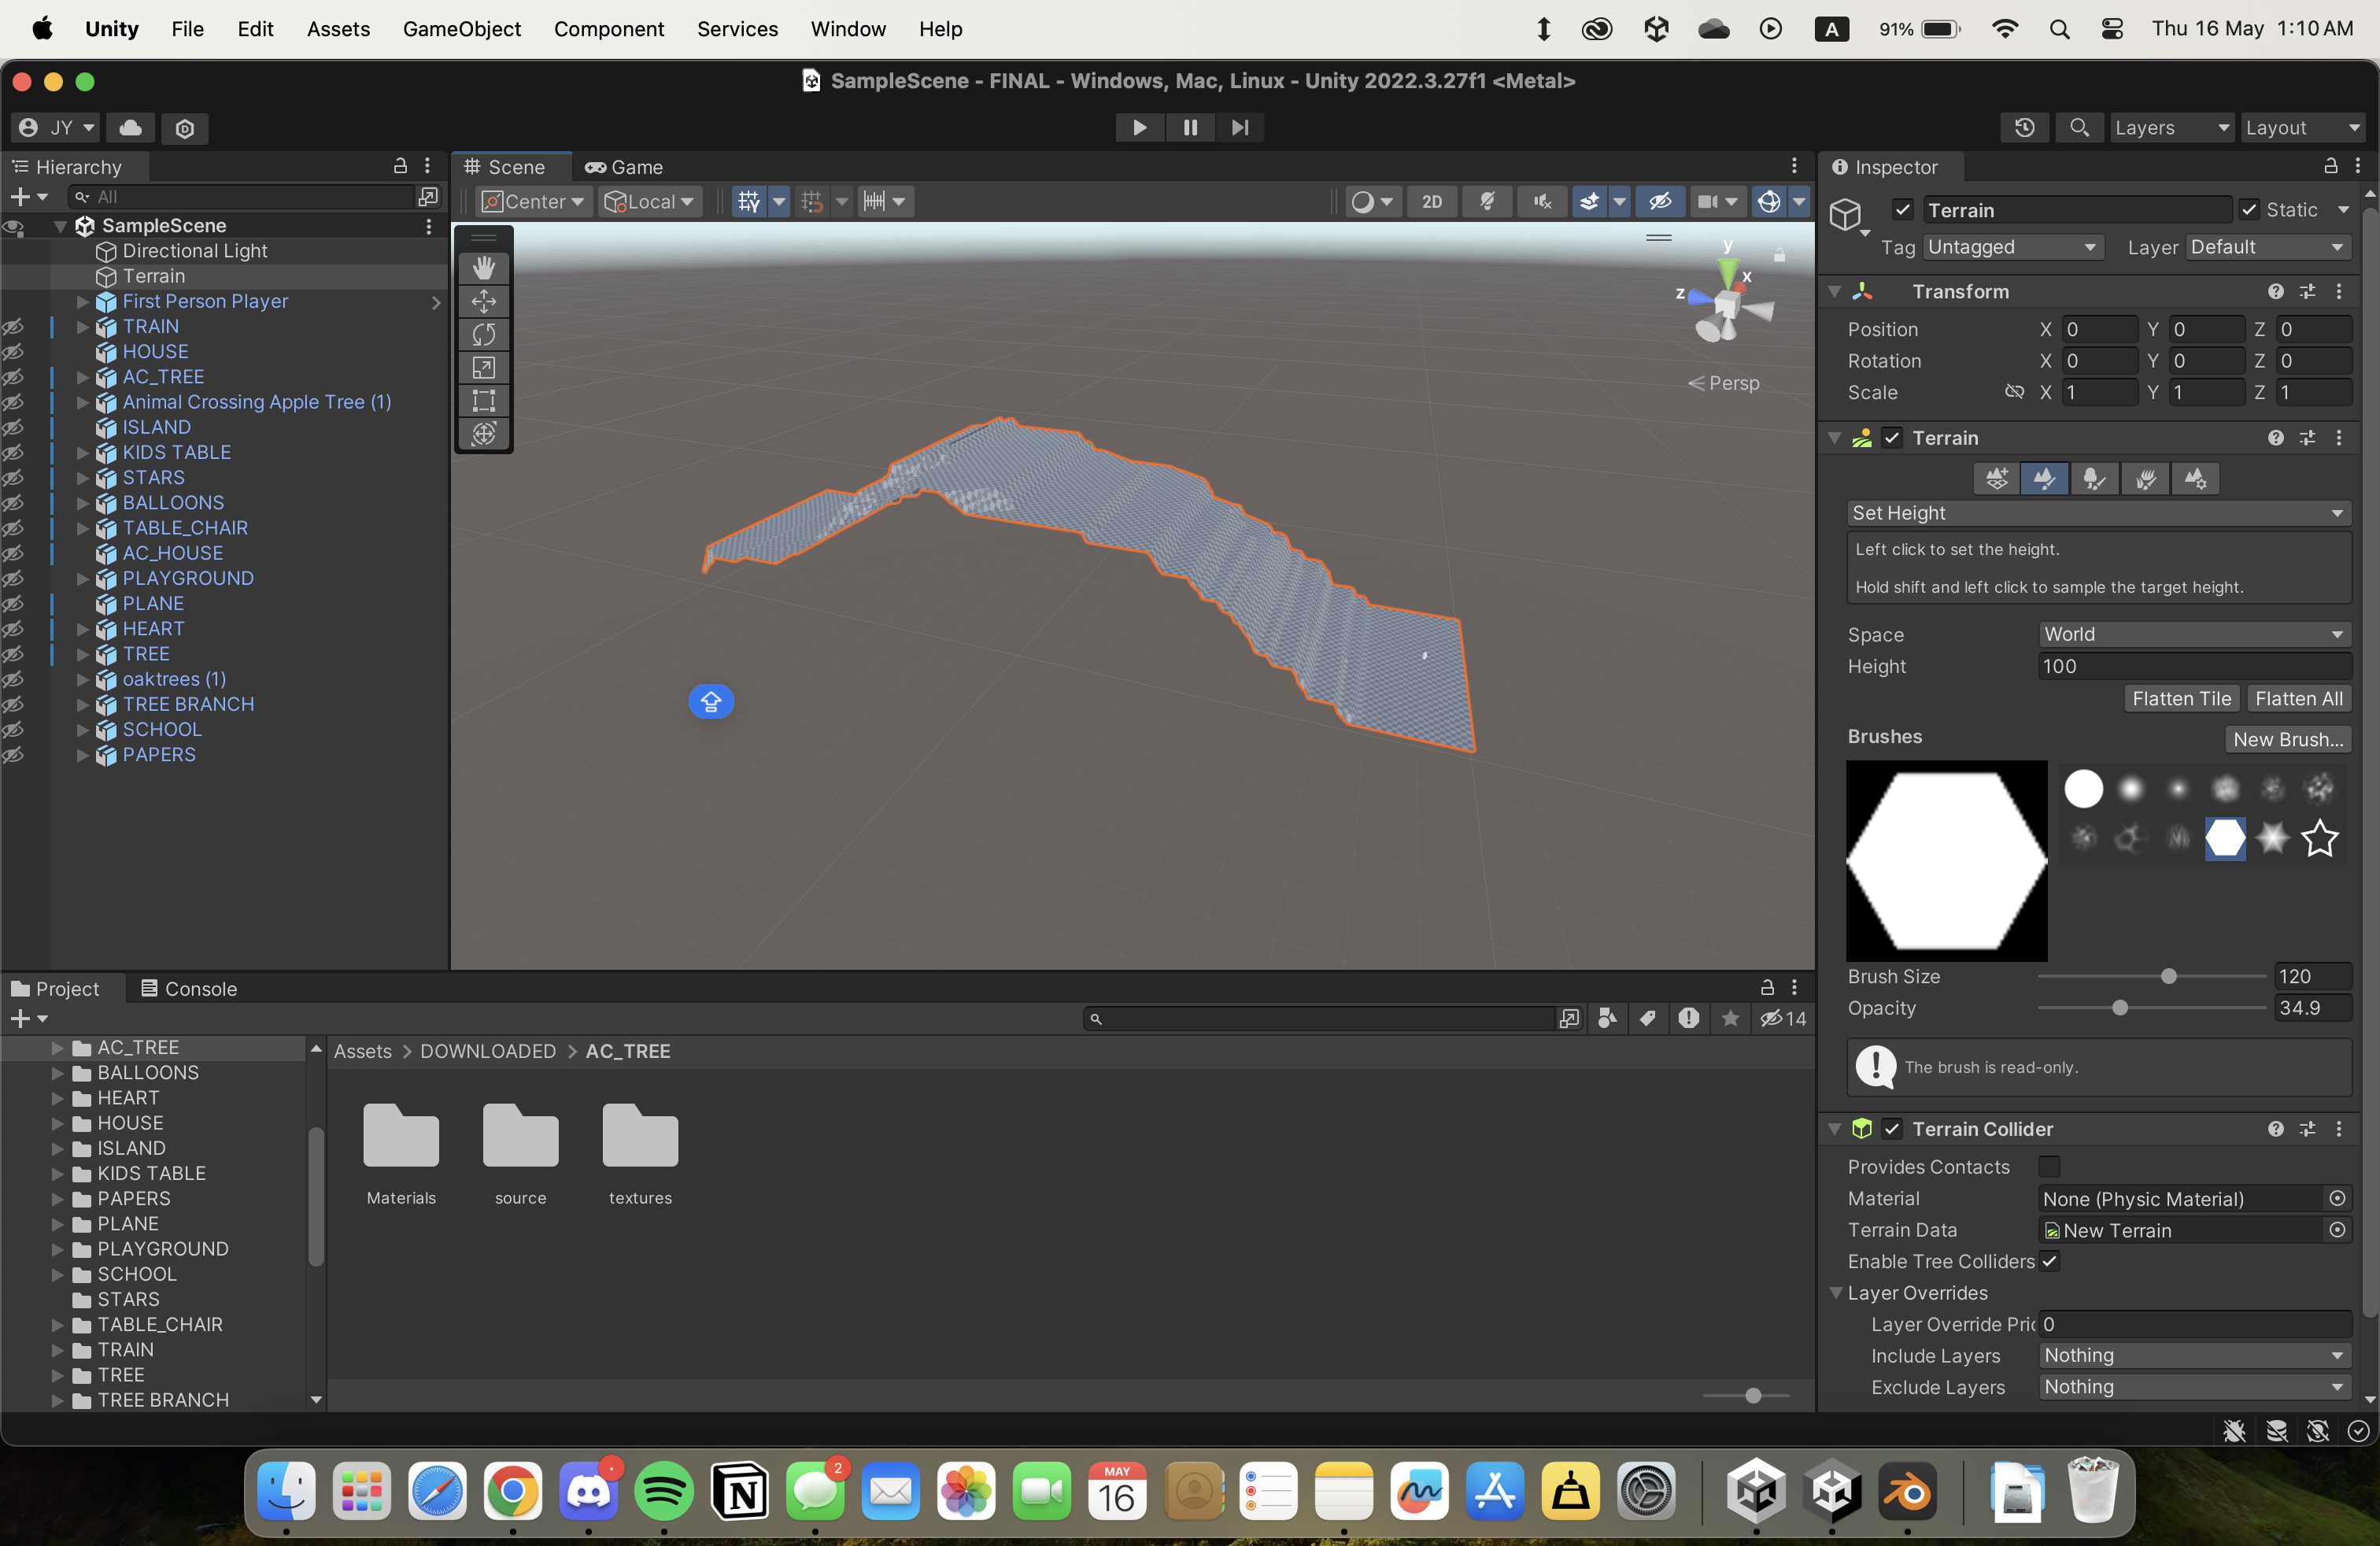 Unity File Edit Assets GameObject Component Services Window Help A 91% Thu 16 May 1:10 AM
SampleScene - FINAL - Windows, Mac, Linux - Unity 2022.3.27f1 <Metal>
JY Layers Layout
Hierarchy
All
SampleScene
Directional Light
Terrain
First Person Player
TRAIN
HOUSE
AC_TREE
Animal Crossing Apple Tree (1)
ISLAND
KIDS TABLE
STARS
BALLOONS
TABLE_CHAIR
AC_HOUSE
PLAYGROUND
PLANE
HEART
TREE
oaktrees (1)
TREE BRANCH
SCHOOL
PAPERS
Scene Game
Center Local 2D
y
x
z
Persp
Inspector
Terrain Static
Tag Untagged Layer Default
Transform
Position X 0 Y 0 Z 0
Rotation X 0 Y 0 Z 0
Scale X 1 Y 1 Z 1
Terrain
Set Height
Left click to set the height.
Hold shift and left click to sample the target height.
Space World
Height 100
Flatten Tile Flatten All
Brushes New Brush...
Brush Size 120
Opacity 34.9
The brush is read-only.
Terrain Collider
Provides Contacts
Material None (Physic Material)
Terrain Data New Terrain
Enable Tree Colliders
Layer Overrides
Layer Override Pric 0
Include Layers Nothing
Exclude Layers Nothing
Project Console
14
AC_TREE
BALLOONS
HEART
HOUSE
ISLAND
KIDS TABLE
PAPERS
PLANE
PLAYGROUND
SCHOOL
STARS
TABLE_CHAIR
TRAIN
TREE
TREE BRANCH
Assets > DOWNLOADED > AC_TREE
Materials source textures
2
MAY
16